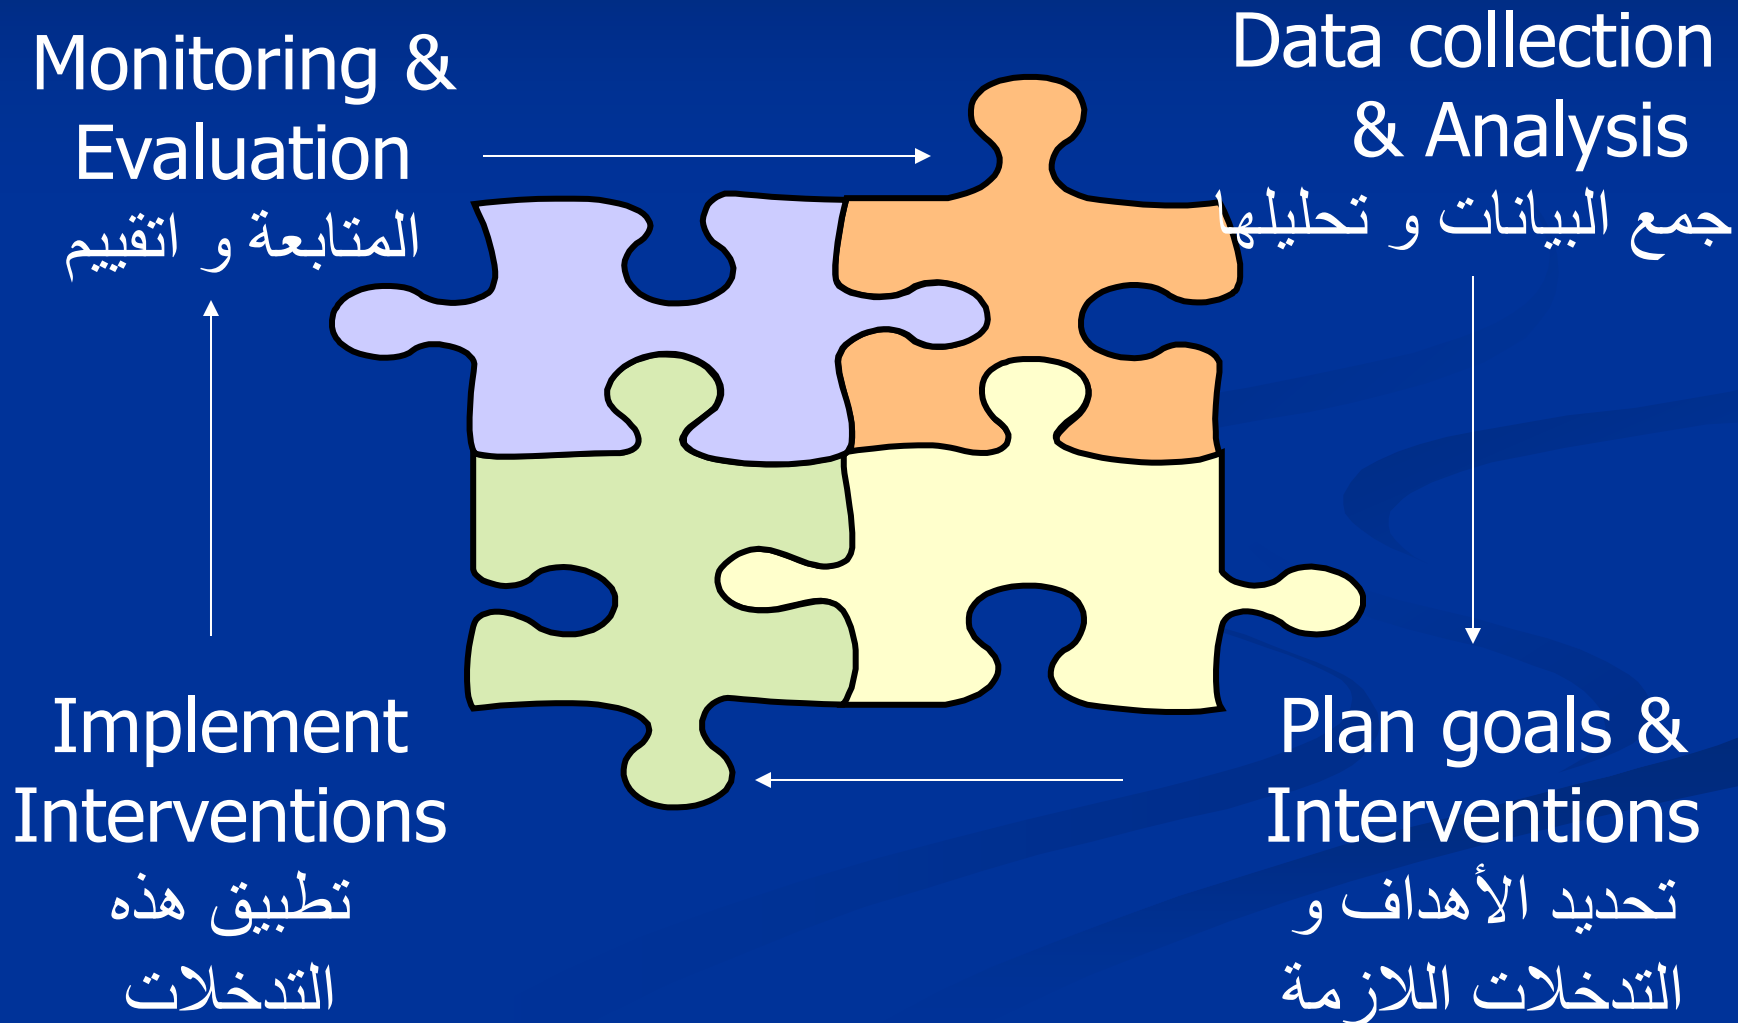 Monitoring &
Evaluation
المتابعة و اتقييم
Data collection
& Analysis
جمع البيانات و تحليلها
Implement
Interventions
تطبيق هذه
التدخلات
Plan goals &
Interventions
تحديد الأهداف و
التدخلات اللازمة